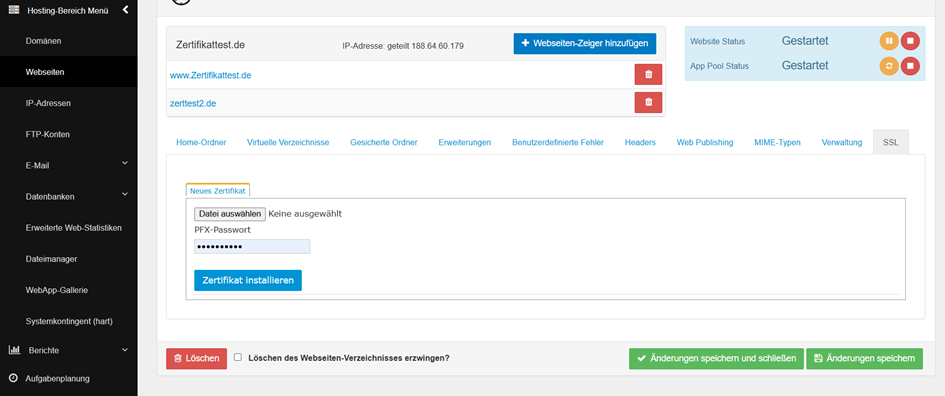 Hosting-Bereich Menü
Domänen
Webseiten
IP-Adressen
FTP-Konten
E-Mail
Datenbanken
Erweiterte Web-Statistiken
Dateimanager
WebApp-Gallerie
Systemkontingent (hart)
Berichte
Aufgabenplanung
Zertifikattest.de
IP-Adresse: geteilt 188.64.60.179
+ Webseiten-Zeiger hinzufügen
www.Zertifikattest.de
zerttest2.de
Website Status Gestartet
App Pool Status Gestartet
Home-Ordner Virtuelle Verzeichnisse Gesicherte Ordner Erweiterungen Benutzerdefinierte Fehler Headers Web Publishing MIME-Typen Verwaltung SSL
Neues Zertifikat
Datei auswählen Keine ausgewählt
PFX-Passwort
••••••••••
Zertifikat installieren
Löschen Löschen des Webseiten-Verzeichnisses erzwingen? Änderungen speichern und schließen Änderungen speichern